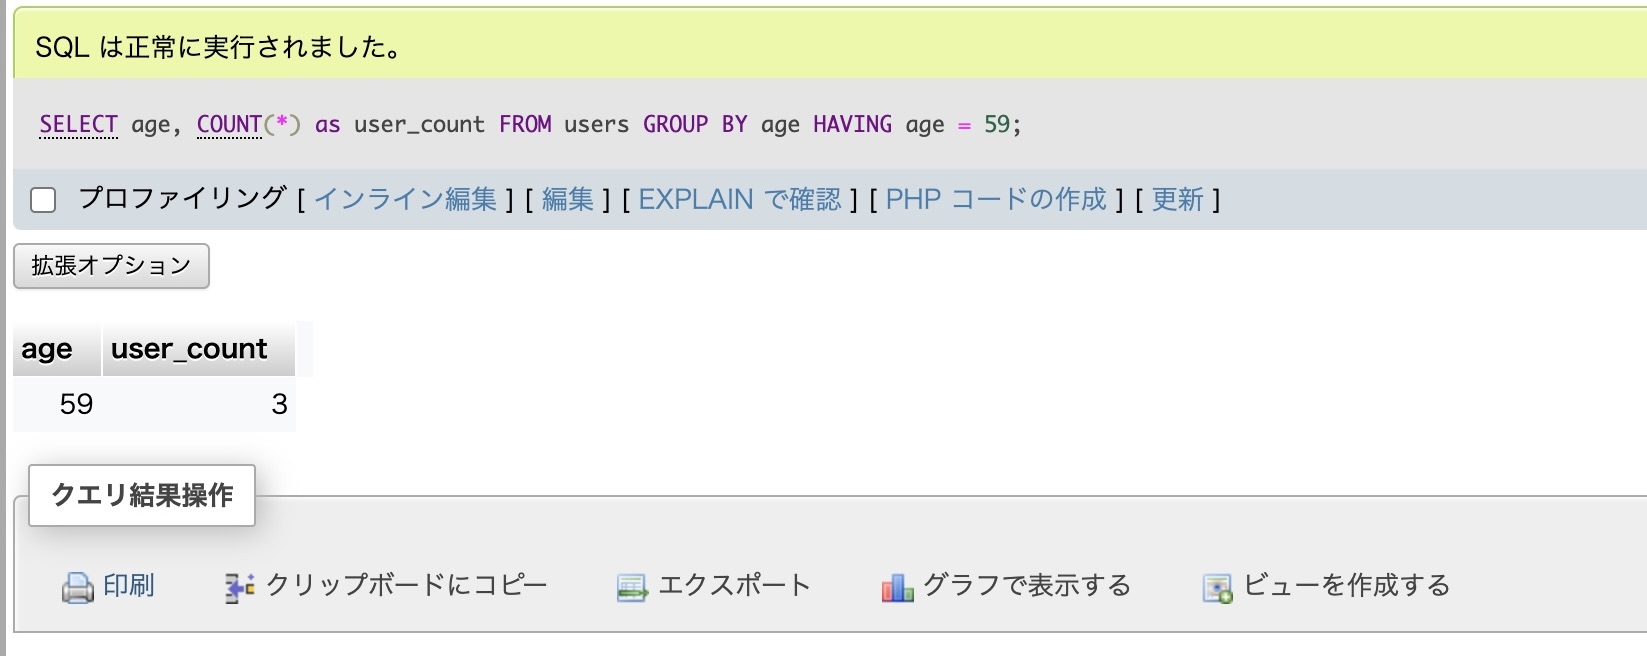 SQL は正常に実行されました。
SELECT age, COUNT(*) as user_count FROM users GROUP BY age HAVING age = 59;
プロファイリング [ インライン編集 ] [ 編集 ] [ EXPLAIN で確認 ] [ PHP コードの作成 ] [ 更新 ]
拡張オプション
age user_count
59 3
クエリ結果操作
印刷 クリップボードにコピー エクスポート グラフで表示する ビューを作成する